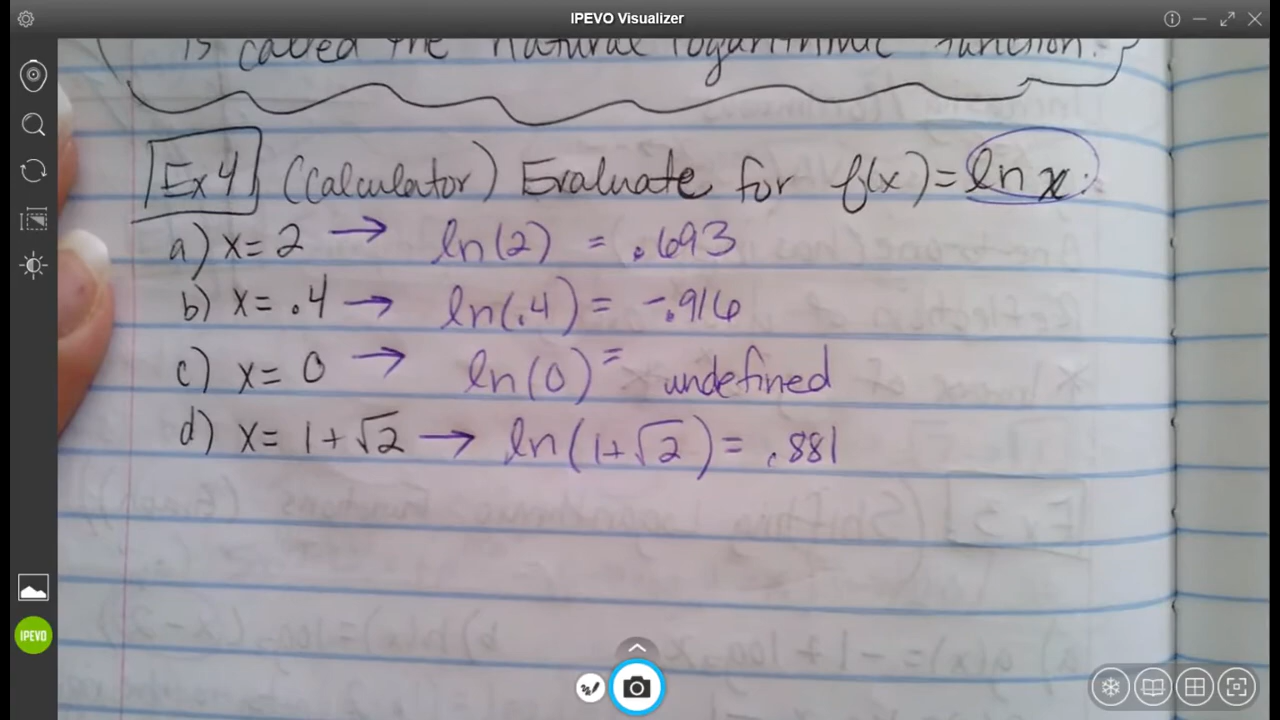 IPEVO Visualizer
is called the natural logarithmic function.
Ex 4 (Calculator) Evaluate for f(x) = ln x.
a) x = 2 → ln(2) = .693
b) x = .4 → ln(.4) = -.916
c) x = 0 → ln(0) = undefined
d) x = 1 + √2 → ln(1+√2) = .881
IPEVO